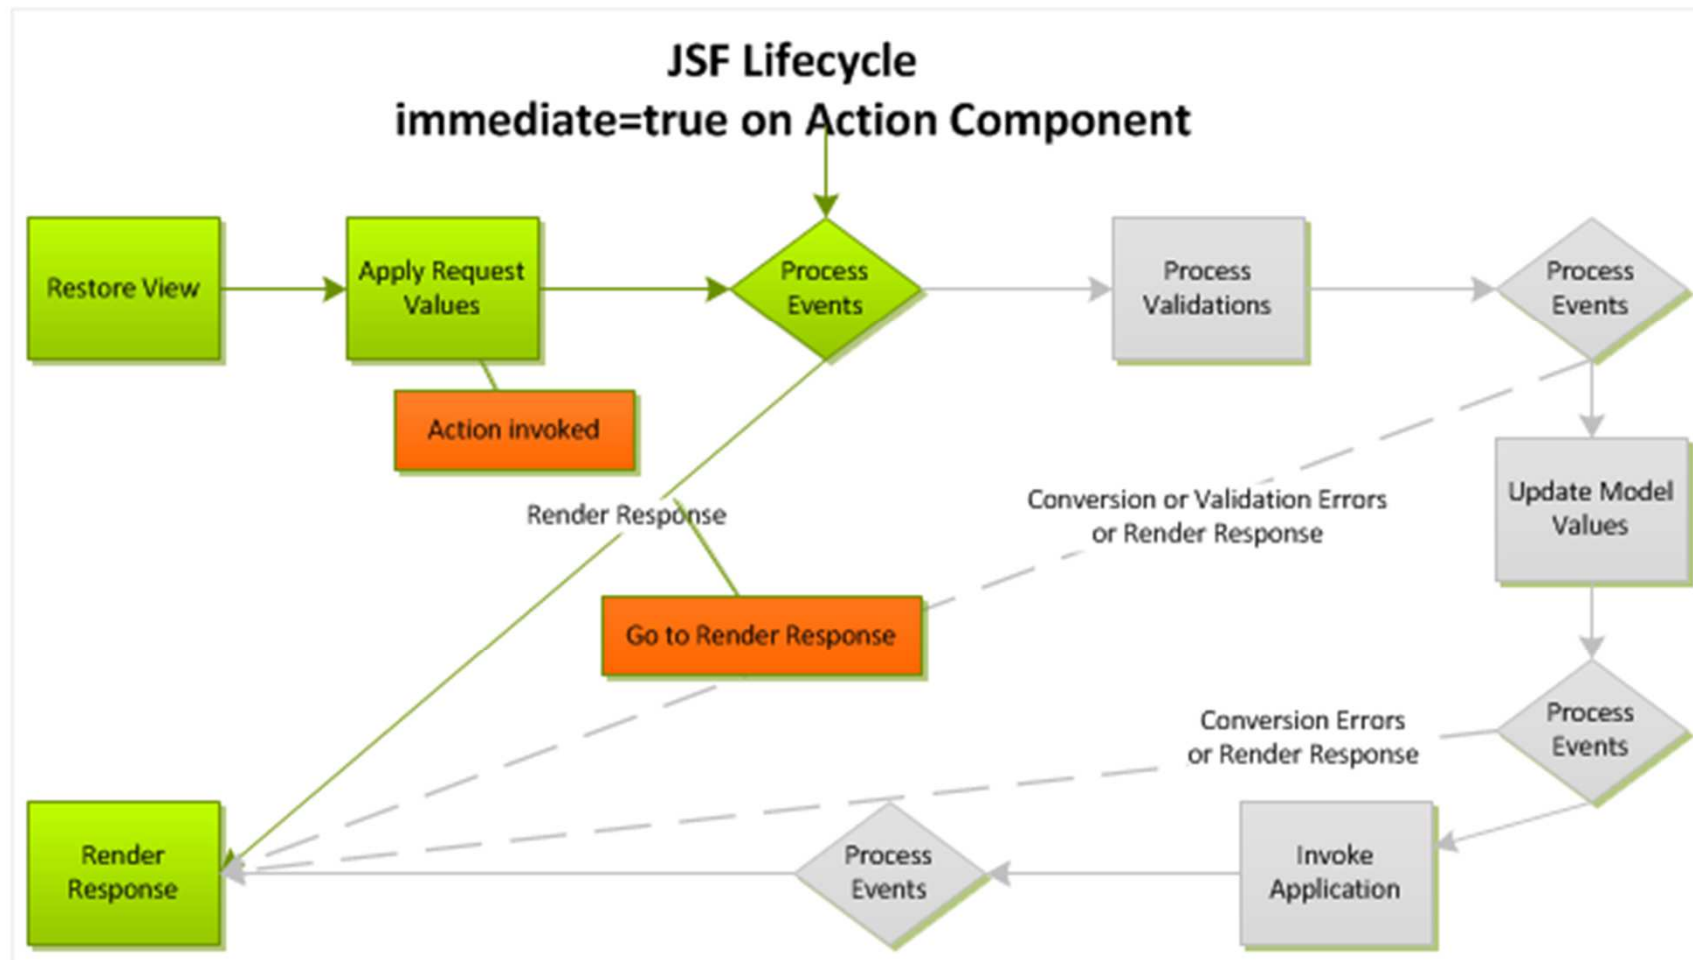 JSF Lifecycle
immediate=true on Action Component
Restore View
Apply Request
Values
Process
Events
Process
Validations
Process
Events
Action invoked
Render Response
Conversion or Validation Errors
or Render Response
Update Model
Values
Go to Render Response
Conversion Errors
or Render Response
Process
Events
Render
Response
Process
Events
Invoke
Application